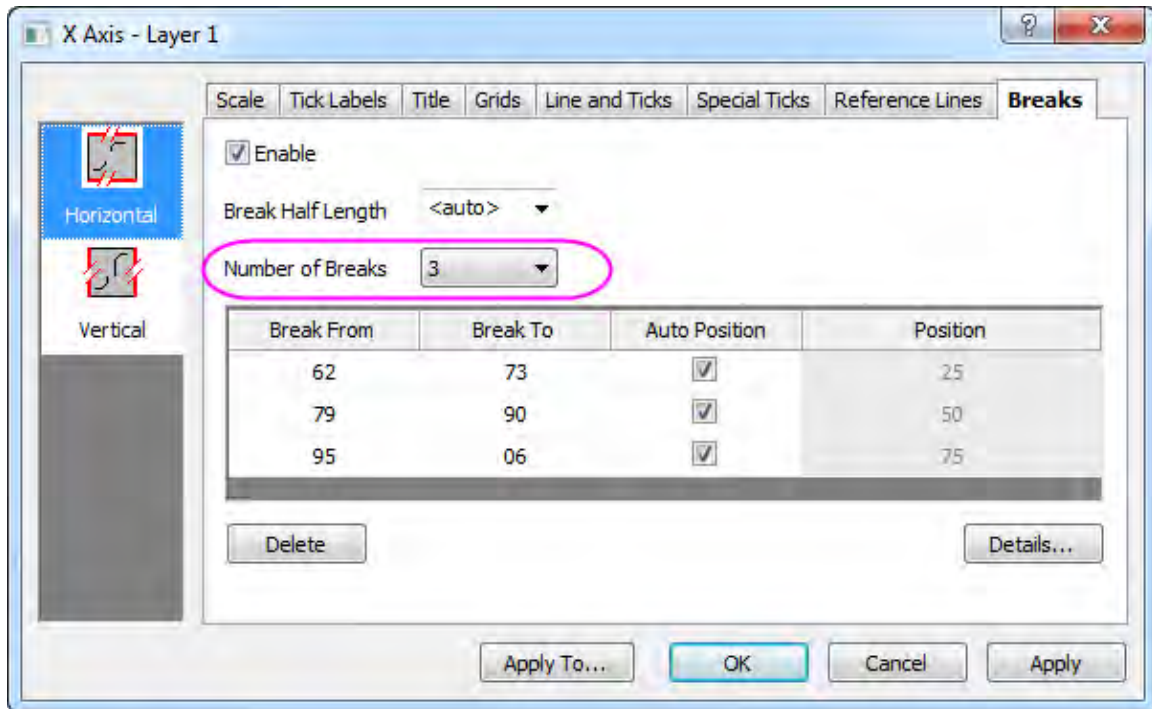 X Axis - Layer 1
?
Scale Tick Labels Title Grids Line and Ticks Special Ticks Reference Lines Breaks
Horizontal
Vertical
Enable
Break Half Length <auto>
Number of Breaks 3
Break From Break To Auto Position Position
62 73 25
79 90 50
95 06 75
Delete Details...
Apply To... OK Cancel Apply